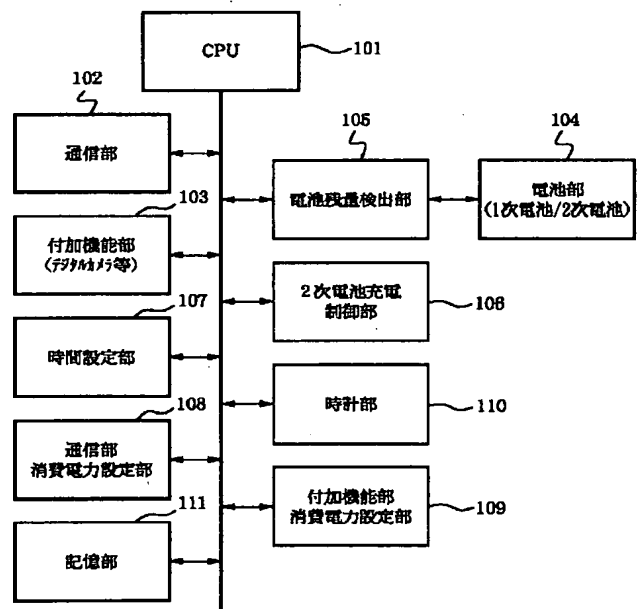 CPU
101
102
通信部
105
104
電池残量検出部
電池部
(1次電池/2次電池)
103
付加機能部
(デジタルカメラ等)
2次電池充電
制御部
106
107
時間設定部
時計部
110
108
通信部
消費電力設定部
付加機能部
消費電力設定部
109
111
記憶部